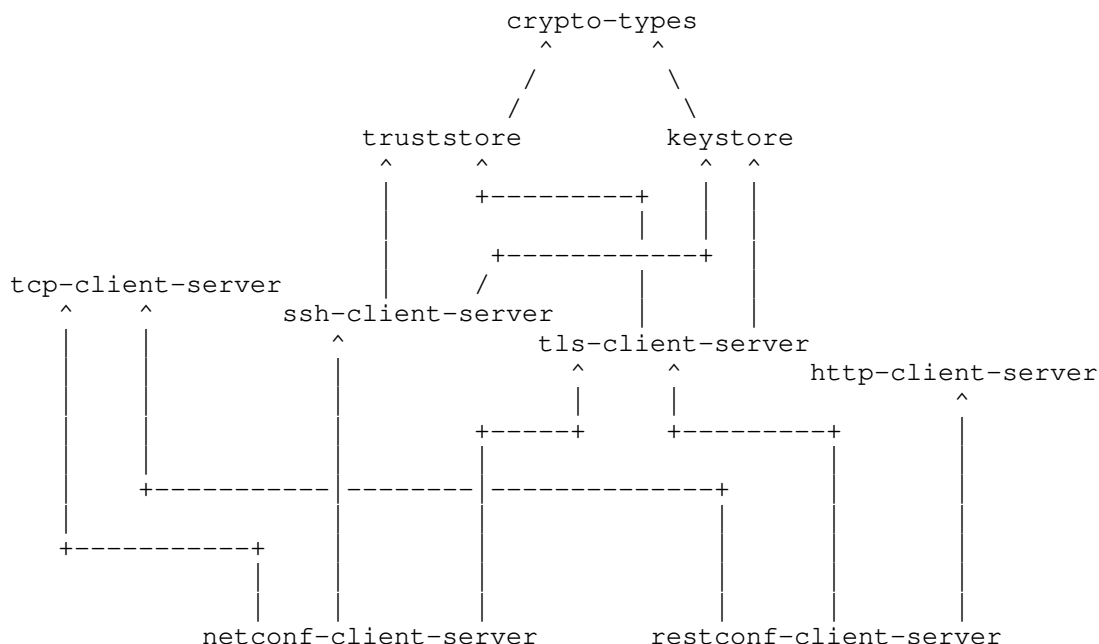 crypto-types
truststore keystore
tcp-client-server
ssh-client-server
tls-client-server
http-client-server
netconf-client-server restconf-client-server